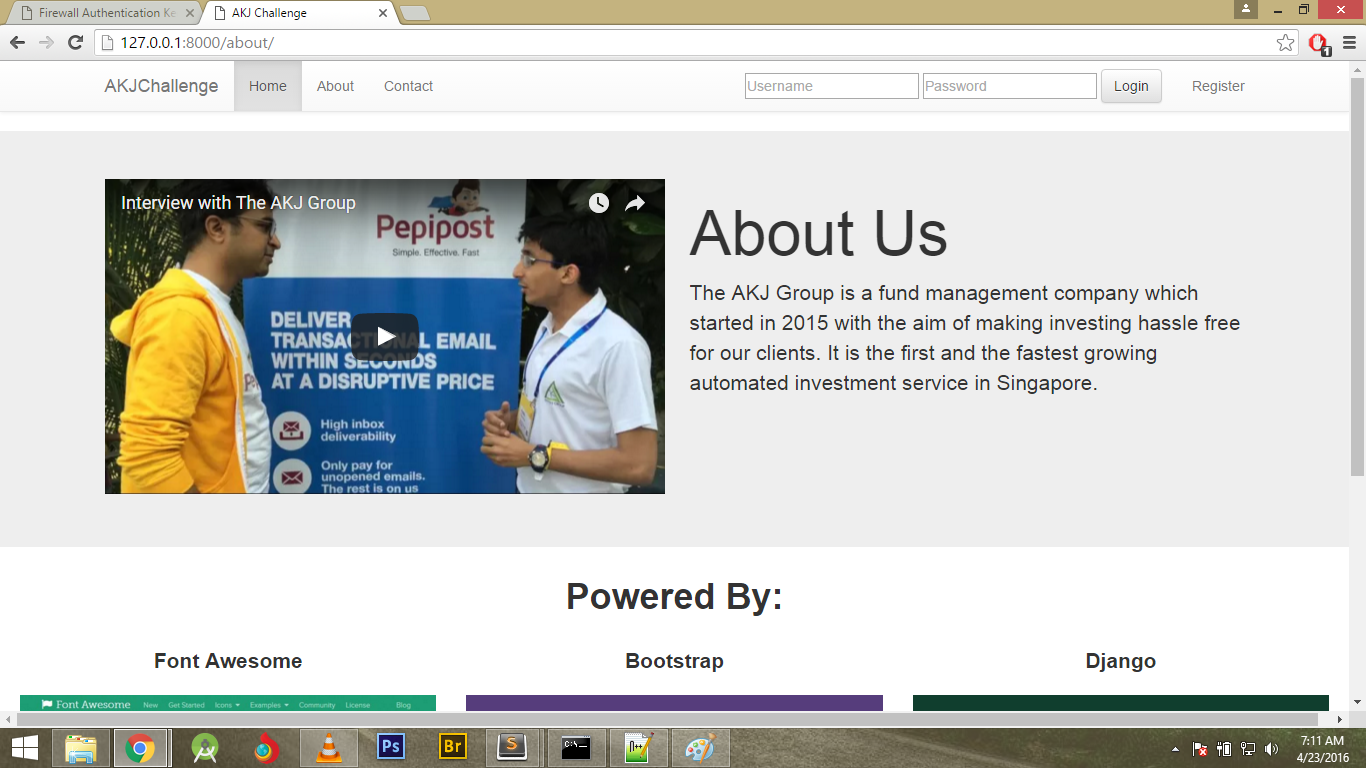 Firewall Authentication Ke
AKJ Challenge
127.0.0.1:8000/about/
1
AKJChallenge
Home
About
Contact
Username
Password
Login
Register
Interview with The AKJ Group
Pepipost
Simple. Effective. Fast
DELIVER
TRANSACTIONAL EMAIL
WITHIN SECONDS
AT A DISRUPTIVE PRICE
High inbox
deliverability
Only pay for
unopened emails.
The rest is on us
About Us
The AKJ Group is a fund management company which
started in 2015 with the aim of making investing hassle free
for our clients. It is the first and the fastest growing
automated investment service in Singapore.
Powered By:
Font Awesome
Bootstrap
Django
Font Awesome New Get Started Icons Examples Community License Blog
Ps
Br
S
C:\
7:11 AM
4/23/2016